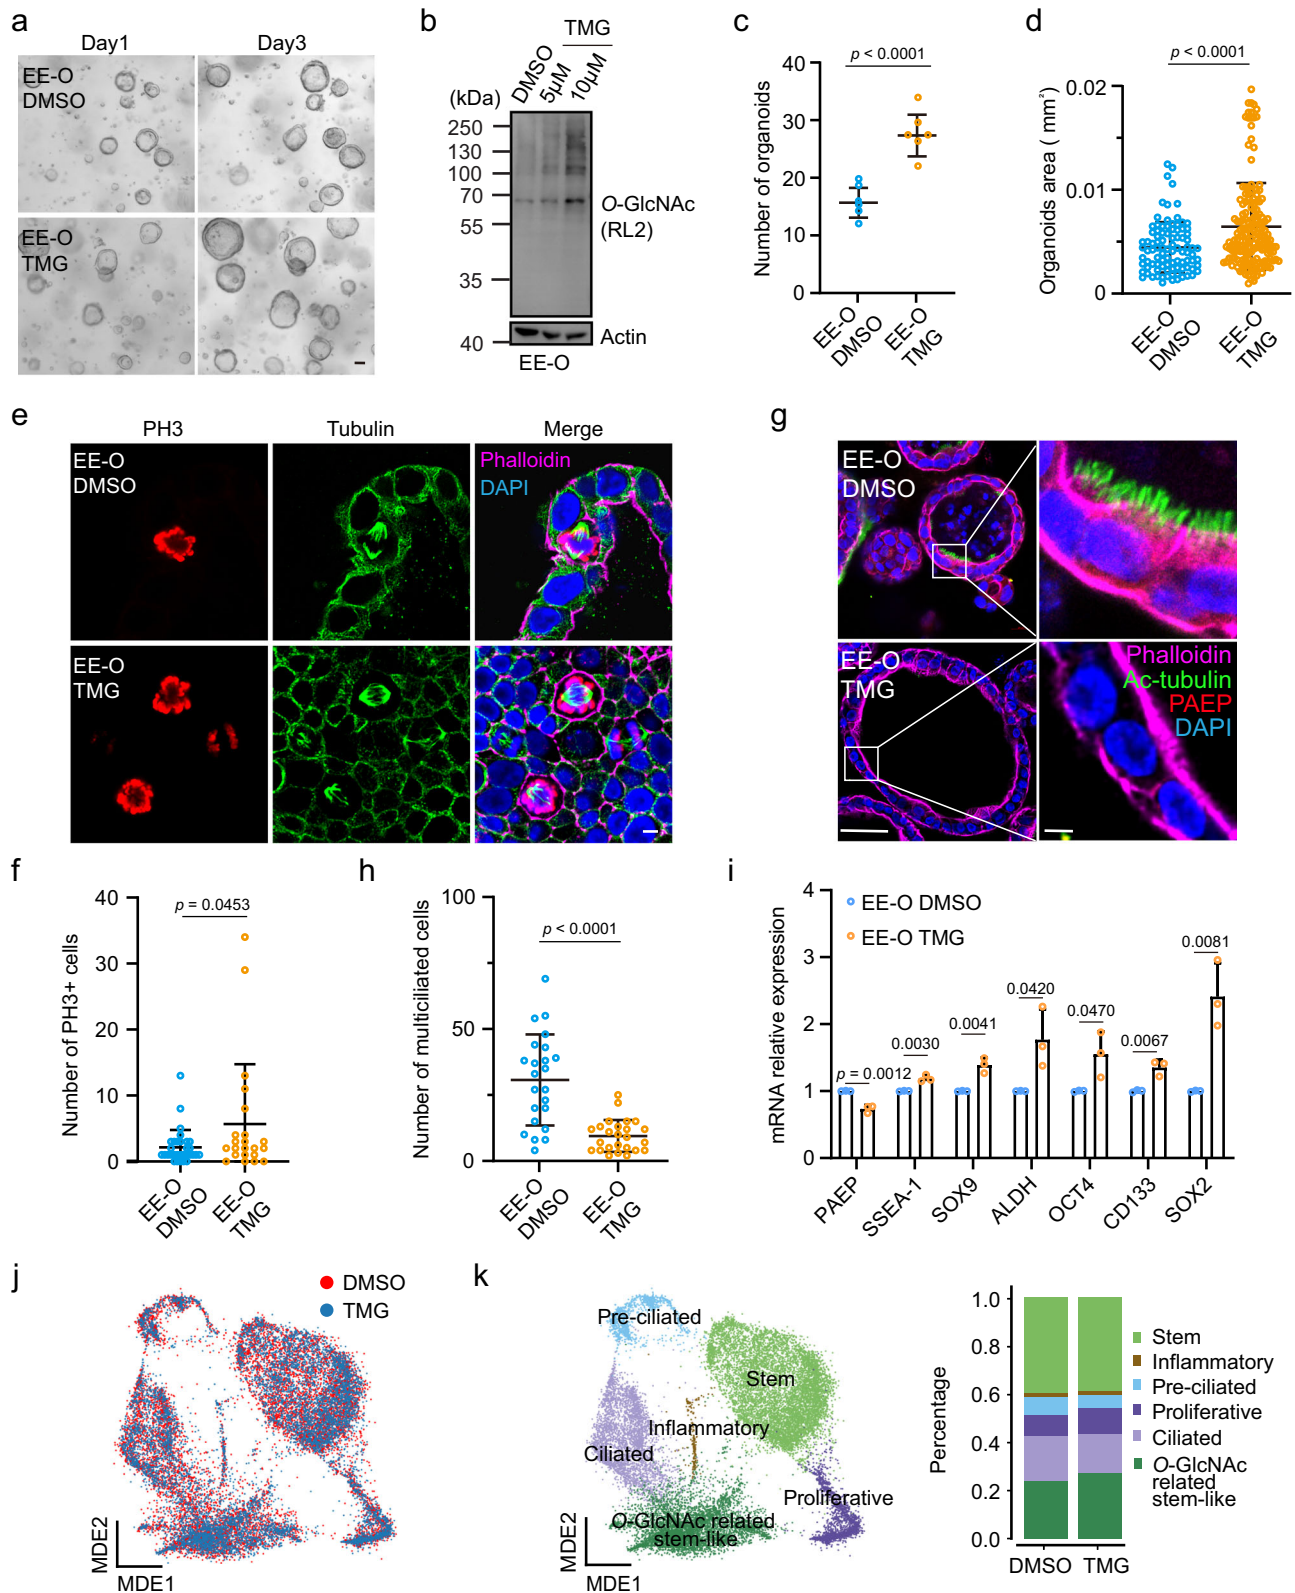 a
Day1
Day3
EE-O
DMSO
EE-O
TMG
b
TMG
DMSO
5µM
10µM
(kDa)
250
130
100
70
55
35
40
O-GlcNAc
(RL2)
Actin
EE-O
c
p < 0.0001
Number of organoids
40
30
20
10
0
EE-O
DMSO
EE-O
TMG
d
p < 0.0001
Organoids area ( mm²)
0.02
0.01
0
EE-O
DMSO
EE-O
TMG
e
PH3
Tubulin
Merge
EE-O
DMSO
Phalloidin
DAPI
EE-O
TMG
g
EE-O
DMSO
EE-O
TMG
Phalloidin
Ac-tubulin
PAEP
DAPI
f
p = 0.0453
Number of PH3+ cells
40
30
20
10
0
EE-O
DMSO
EE-O
TMG
h
p < 0.0001
Number of multiciliated cells
100
50
0
EE-O
DMSO
EE-O
TMG
i
EE-O DMSO
EE-O TMG
mRNA relative expression
4
3
2
1
0
p = 0.0012
0.0030
0.0041
0.0420
0.0470
0.0067
0.0081
PAEP
SSEA-1
SOX9
ALDH
OCT4
CD133
SOX2
j
DMSO
TMG
MDE2
MDE1
k
Pre-ciliated
Stem
Inflammatory
Ciliated
Proliferative
O-GlcNAc related
stem-like
MDE2
MDE1
Percentage
1.0
0.8
0.6
0.4
0.2
0.0
DMSO
TMG
Stem
Inflammatory
Pre-ciliated
Proliferative
Ciliated
O-GlcNAc
related
stem-like